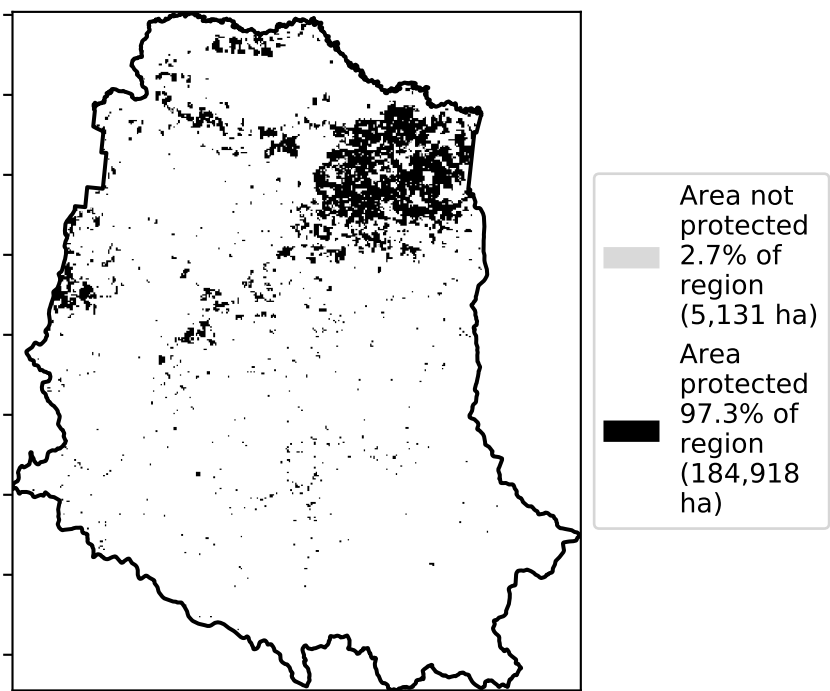 Area not
protected
2.7% of
region
(5,131 ha)
Area
protected
97.3% of
region
(184,918
ha)